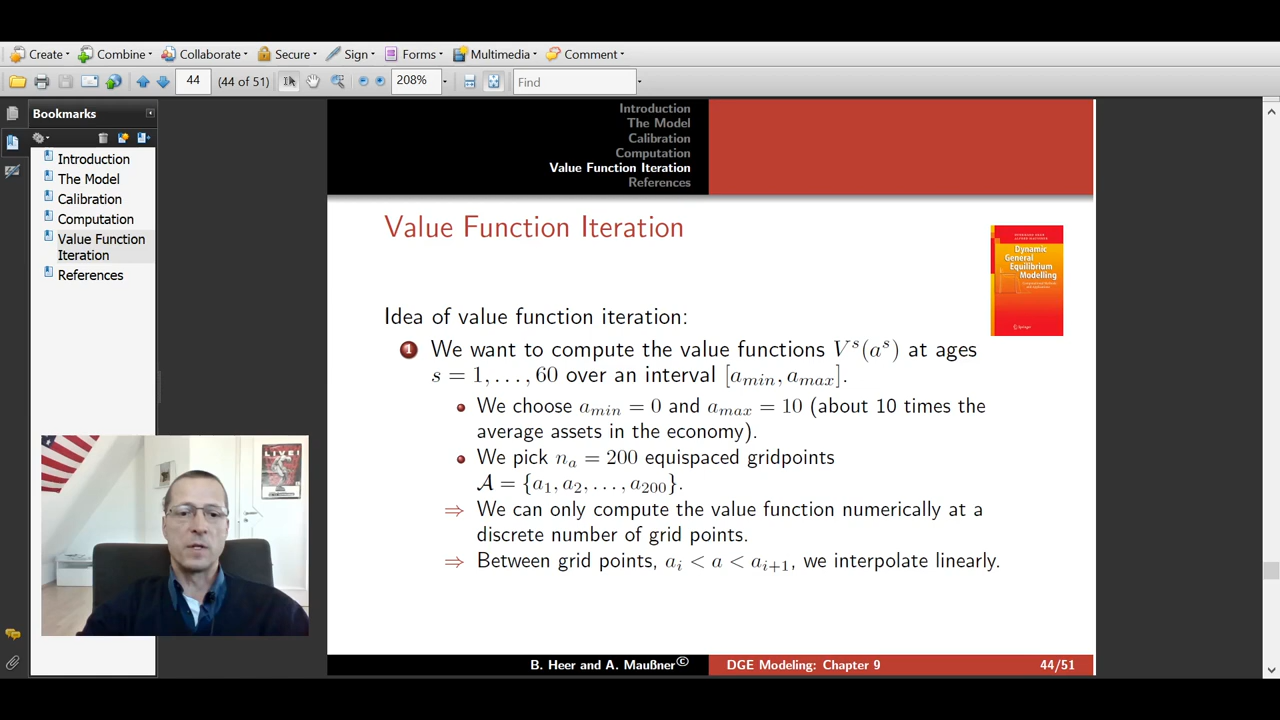 Create
Combine
Collaborate
Secure
Sign
Forms
Multimedia
Comment
44
(44 of 51)
208%
Find
Bookmarks
Introduction
The Model
Calibration
Computation
Value Function
Iteration
References
Introduction
The Model
Calibration
Computation
Value Function Iteration
References
Value Function Iteration
Dynamic
General
Equilibrium
Modelling
Springer
Idea of value function iteration:
1 We want to compute the value functions V^s(a^s) at ages
s = 1, . . . , 60 over an interval [a_min, a_max].
We choose a_min = 0 and a_max = 10 (about 10 times the
average assets in the economy).
We pick n_a = 200 equispaced gridpoints
A = {a_1, a_2, . . . , a_200}.
⇒ We can only compute the value function numerically at a
discrete number of grid points.
⇒ Between grid points, a_i < a < a_{i+1}, we interpolate linearly.
LIVE!
B. Heer and A. Maußner©
DGE Modeling: Chapter 9
44/51